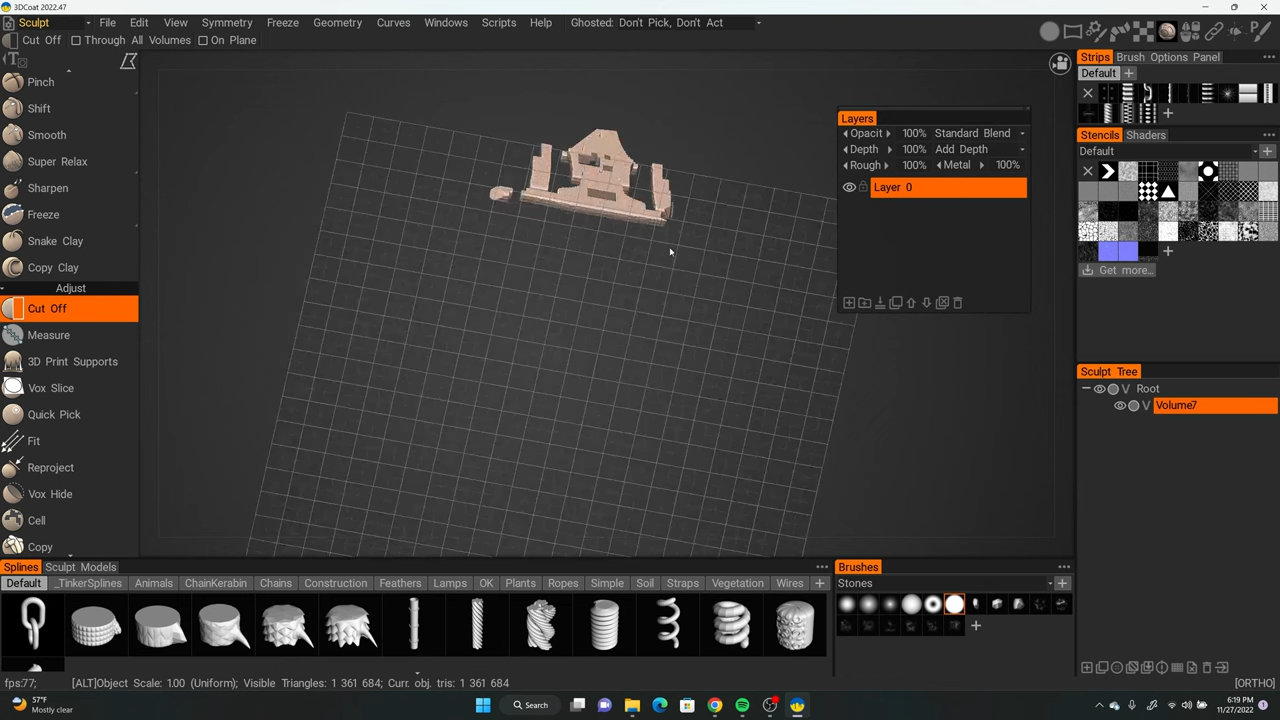 3DCoat 2022.47
Sculpt File Edit View Symmetry Freeze Geometry Curves Windows Scripts Help Ghosted: Don't Pick, Don't Act
Cut Off Through All Volumes On Plane
Pinch
Shift
Smooth
Super Relax
Sharpen
Freeze
Snake Clay
Copy Clay
Adjust
Cut Off
Measure
3D Print Supports
Vox Slice
Quick Pick
Fit
Reproject
Vox Hide
Cell
Copy
Layers
Opacit 100% Standard Blend
Depth 100% Add Depth
Rough 100% Metal 100%
Layer 0
Strips Brush Options Panel
Default
Stencils Shaders
Default
Get more...
Sculpt Tree
V Root
V Volume7
Splines Sculpt Models
Default _TinkerSplines Animals ChainKerabin Chains Construction Feathers Lamps OK Plants Ropes Simple Soil Straps Vegetation Wires
Brushes
Stones
fps:77; [ALT]Object Scale: 1.00 (Uniform); Visible Triangles: 1 361 684; Curr. obj. tris: 1 361 684 [ORTHO]
57°F
Mostly clear
Search
6:19 PM
11/27/2022